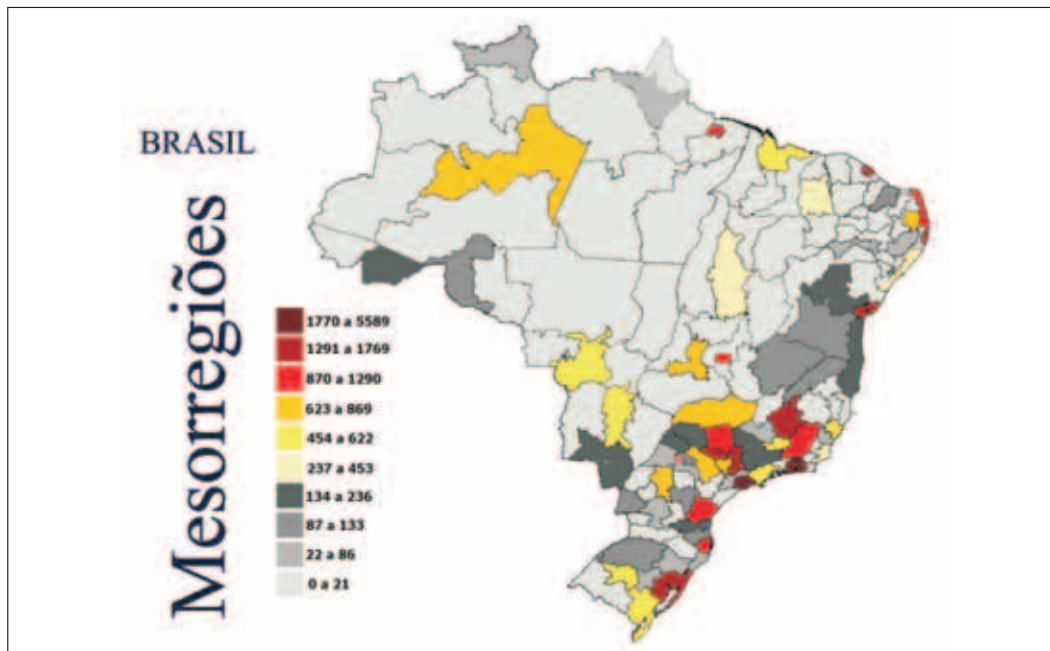 BRASIL
Mesorregiões
1770 a 5589
1291 a 1769
870 a 1290
623 a 869
454 a 622
237 a 453
134 a 236
87 a 133
22 a 86
0 a 21